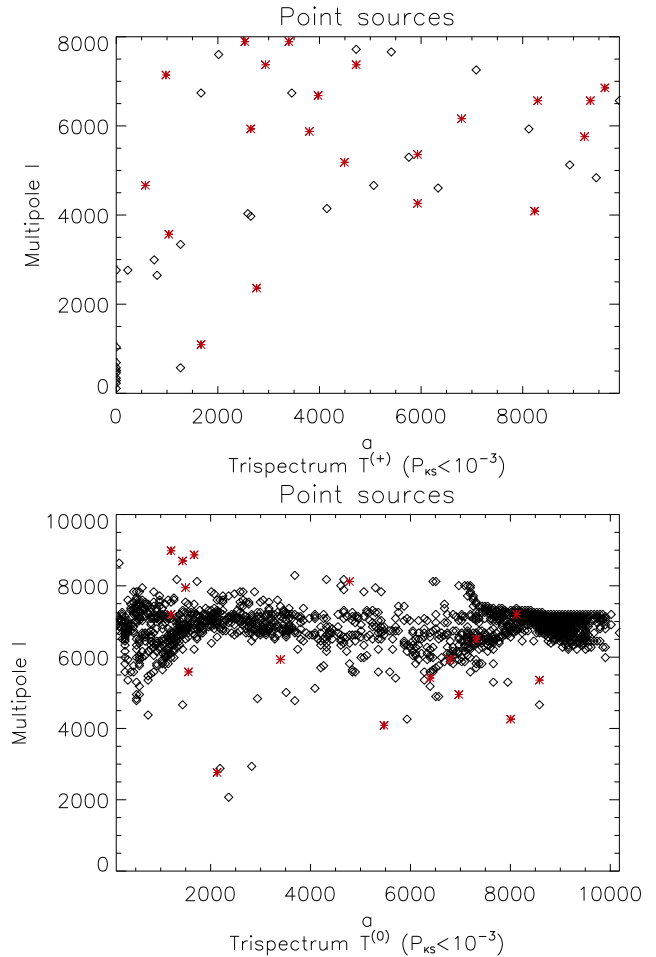 Point sources
8000
6000
4000
2000
0
Multipole l
0 2000 4000 6000 8000
a
Trispectrum T(+) (PKS<10−3)
Point sources
10000
8000
6000
4000
2000
0
Multipole l
2000 4000 6000 8000 10000
a
Trispectrum T(0) (PKS<10−3)